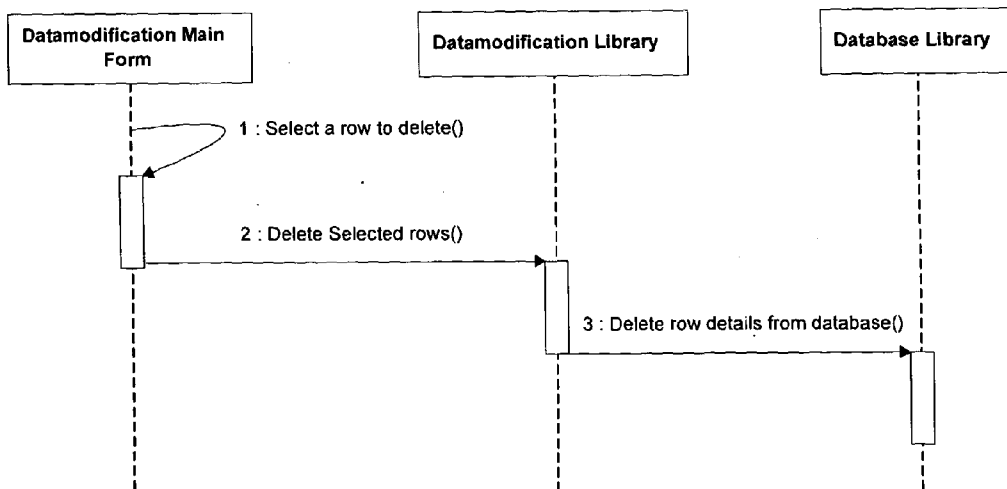 Datamodification Main
Form
Datamodification Library
Database Library
1 : Select a row to delete()
2 : Delete Selected rows()
3 : Delete row details from database()